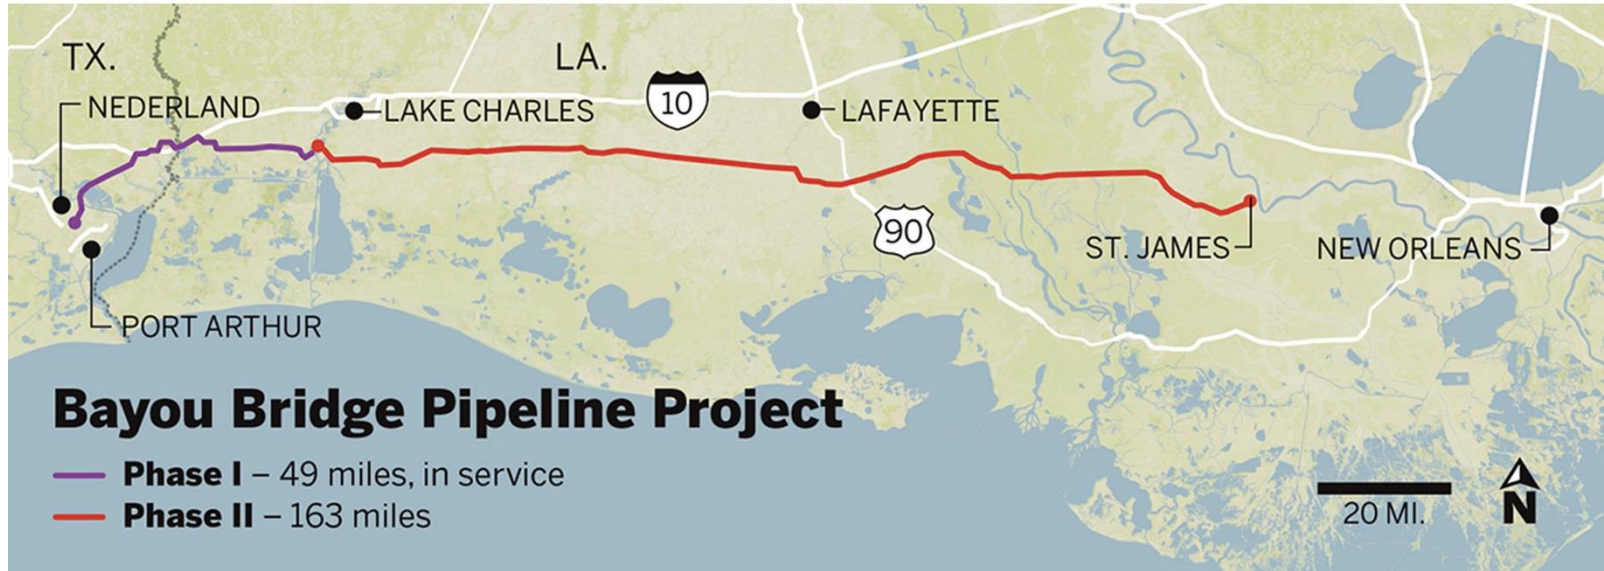 TX.
LA.
NEDERLAND
LAKE CHARLES
10
LAFAYETTE
90
ST. JAMES
NEW ORLEANS
PORT ARTHUR
Bayou Bridge Pipeline Project
Phase I – 49 miles, in service
Phase II – 163 miles
20 MI.
N